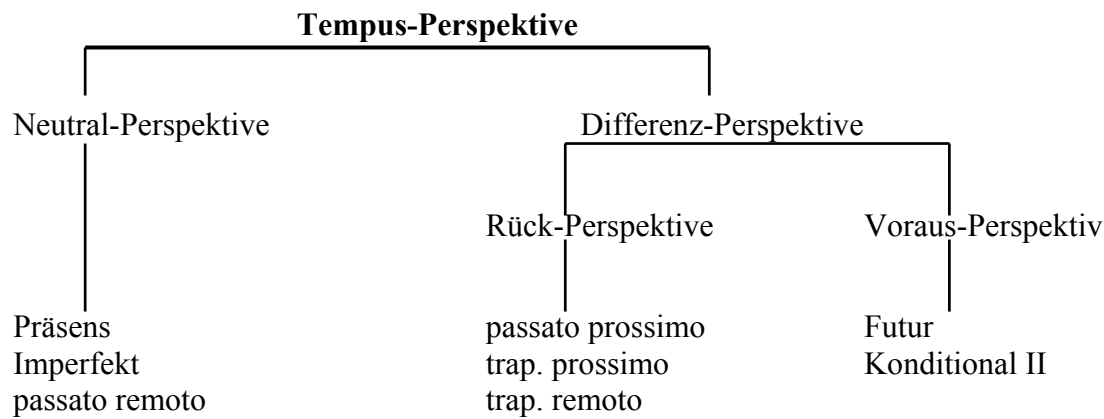 Tempus-Perspektive
Neutral-Perspektive Differenz-Perspektive
Rück-Perspektive Voraus-Perspektiv
Präsens passato prossimo Futur
Imperfekt trap. prossimo Konditional II
passato remoto trap. remoto